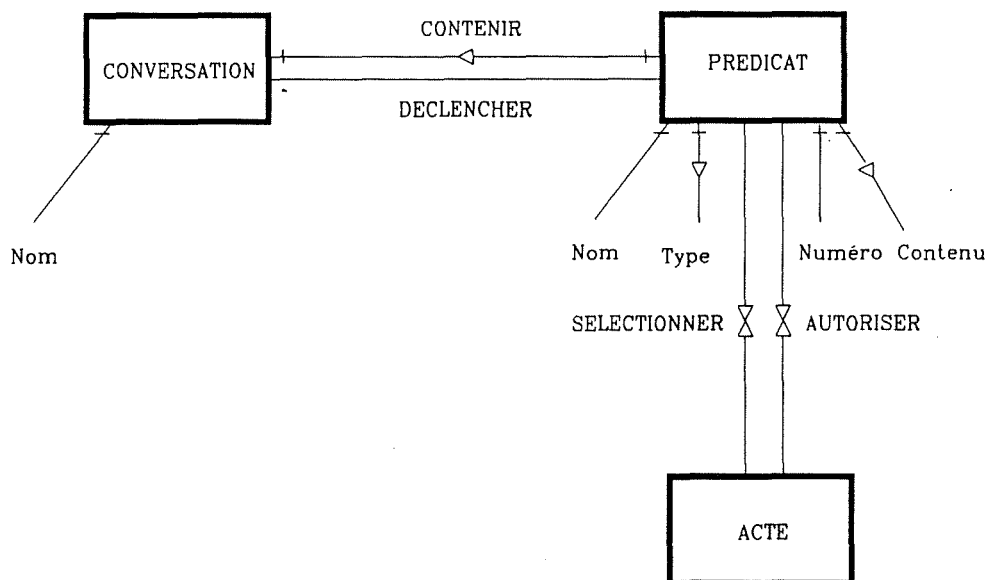 CONTENIR
CONVERSATION
PREDICAT
DECLENCHER
Nom
Nom
Type
Numéro
Contenu
SELECTIONNER
AUTORISER
ACTE